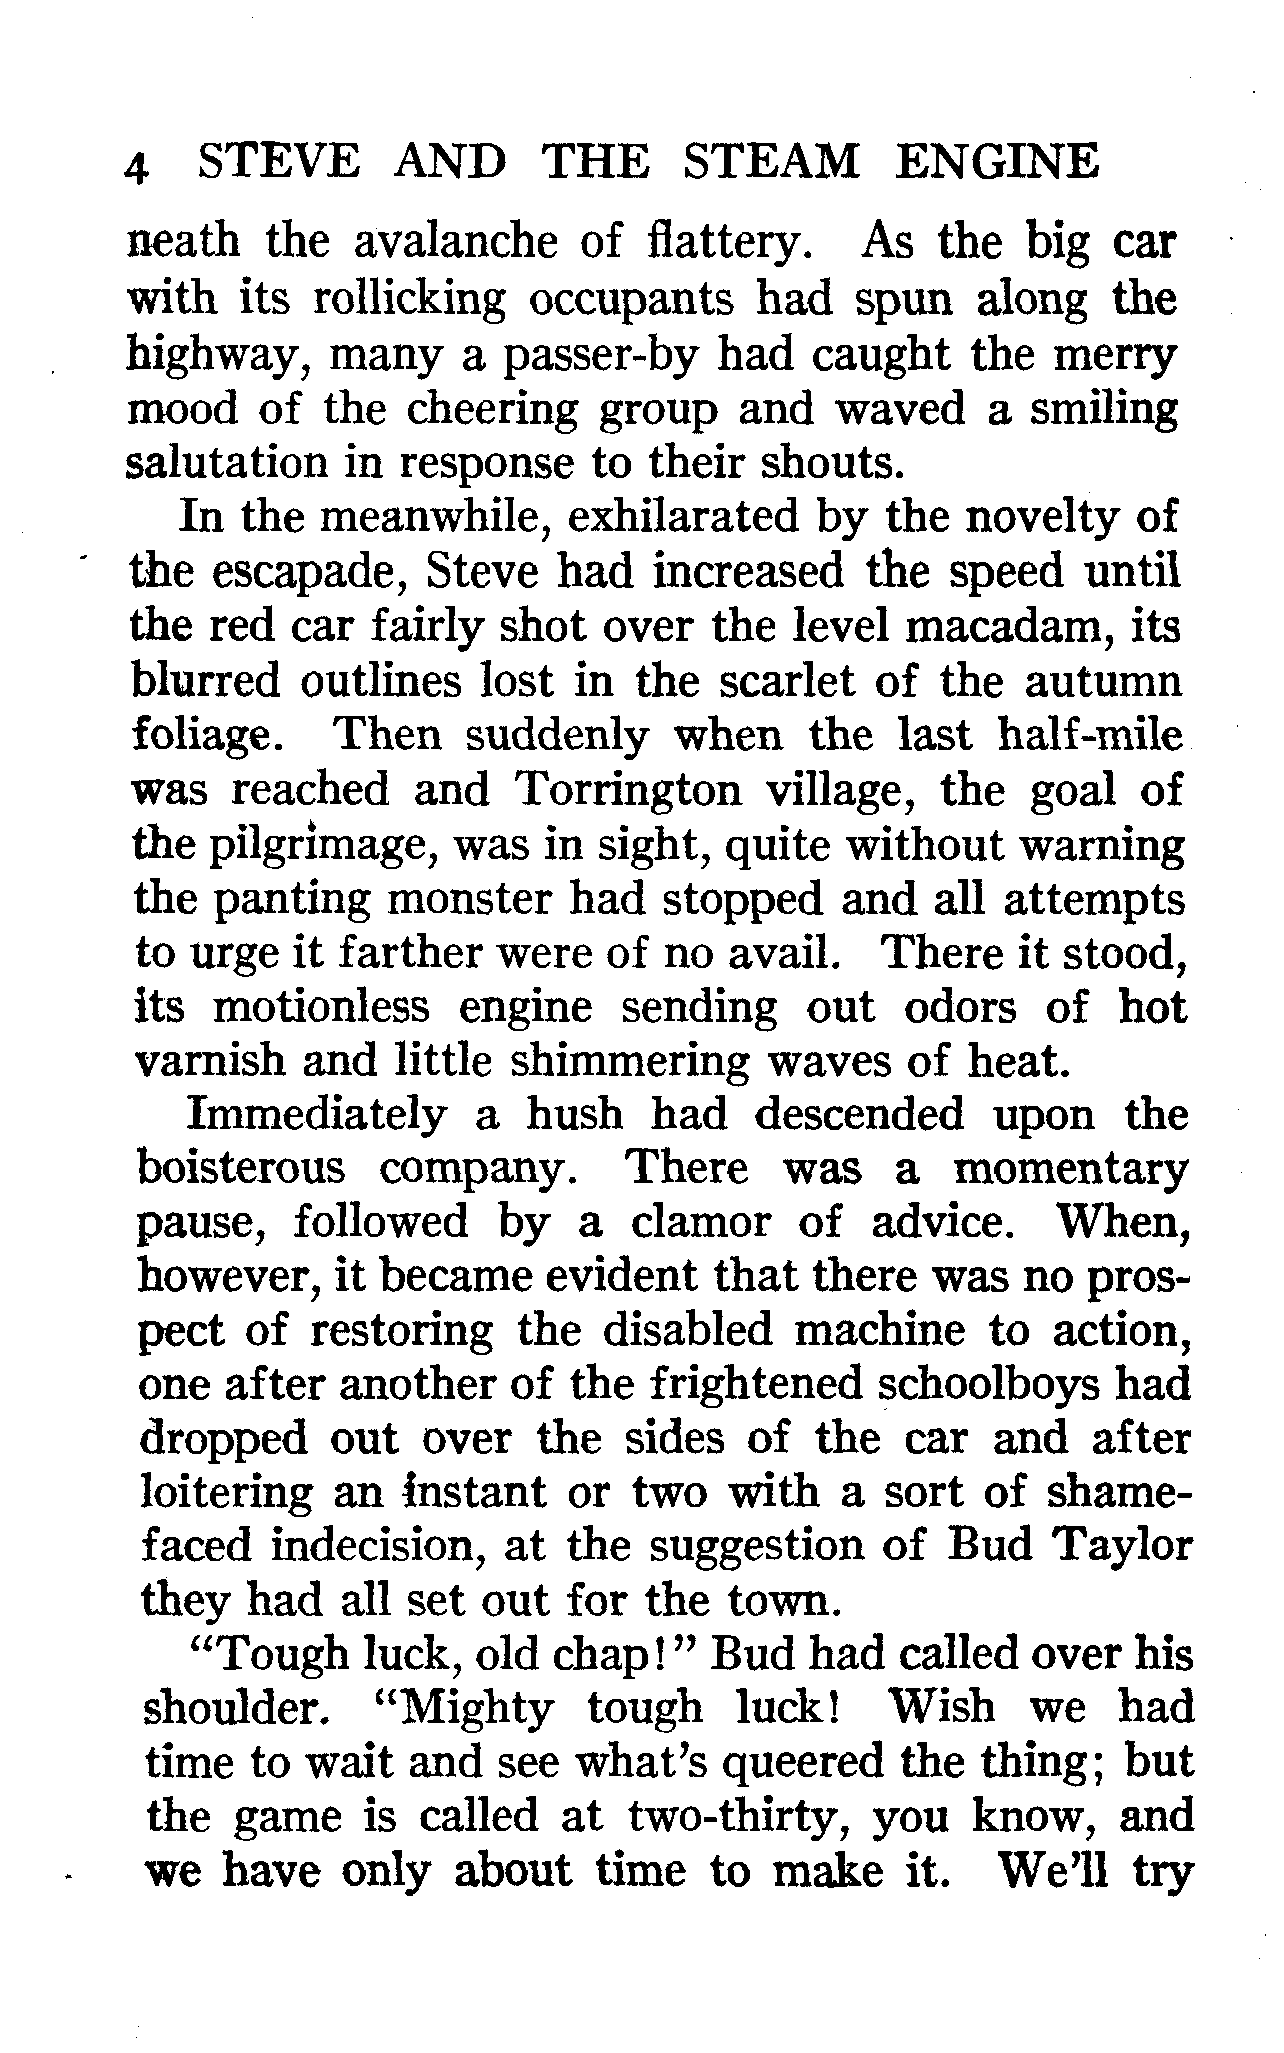 4 STEVE AND THE STEAM ENGINE
neath the avalanche of flattery. As the big car
with its rollicking occupants had spun along the
highway, many a passer-by had caught the merry
mood of the cheering group and waved a smiling
salutation in response to their shouts.
In the meanwhile, exhilarated by the novelty of
the escapade, Steve had increased the speed until
the red car fairly shot over the level macadam, its
blurred outlines lost in the scarlet of the autumn
foliage. Then suddenly when the last half-mile
was reached and Torrington village, the goal of
the pilgrimage, was in sight, quite without warning
the panting monster had stopped and all attempts
to urge it farther were of no avail. There it stood,
its motionless engine sending out odors of hot
varnish and little shimmering waves of heat.
Immediately a hush had descended upon the
boisterous company. There was a momentary
pause, followed by a clamor of advice. When,
however, it became evident that there was no pros-
pect of restoring the disabled machine to action,
one after another of the frightened schoolboys had
dropped out over the sides of the car and after
loitering an instant or two with a sort of shame-
faced indecision, at the suggestion of Bud Taylor
they had all set out for the town.
“Tough luck, old chap!” Bud had called over his
shoulder. “Mighty tough luck! Wish we had
time to wait and see what's queered the thing; but
the game is called at two-thirty, you know, and
we have only about time to make it. We'll try